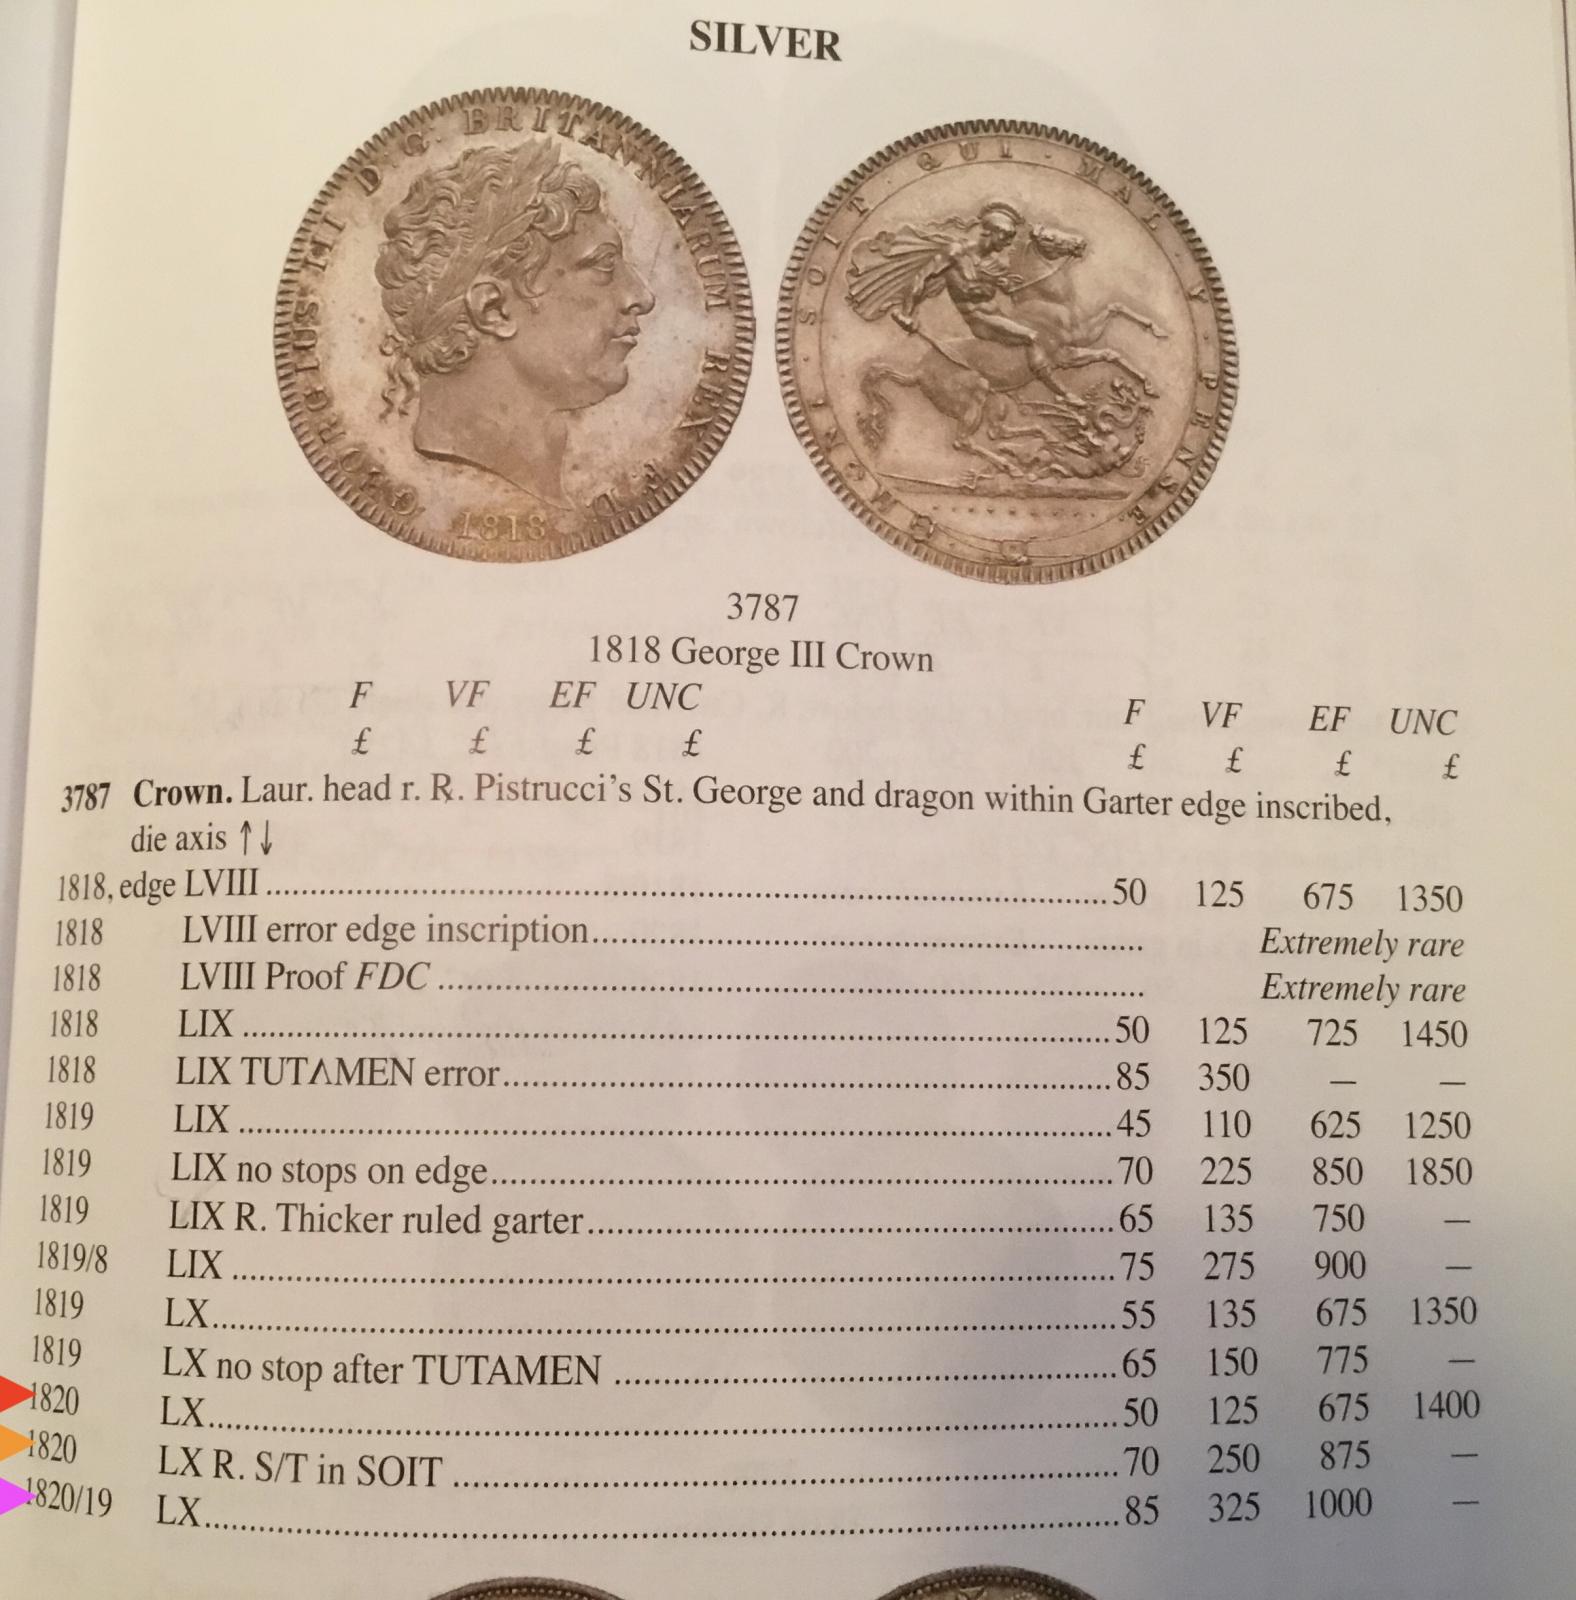 SILVER
GEORGIUS III D: G: BRITANNIARUM REX F: D:
1818
HONI · SOIT · QUI · MAL · Y · PENSE ·
3787
1818 George III Crown
F VF EF UNC
£ £ £ £
F VF EF UNC
£ £ £ £
3787 Crown. Laur. head r. R. Pistrucci's St. George and dragon within Garter edge inscribed,
die axis ↑↓
1818, edge LVIII ........ 50 125 675 1350
1818 LVIII error edge inscription ........ Extremely rare
1818 LVIII Proof FDC ........ Extremely rare
1818 LIX ........ 50 125 725 1450
1818 LIX TUTΛMEN error ........ 85 350 — —
1819 LIX ........ 45 110 625 1250
1819 LIX no stops on edge ........ 70 225 850 1850
1819 LIX R. Thicker ruled garter ........ 65 135 750 —
1819/8 LIX ........ 75 275 900 —
1819 LX ........ 55 135 675 1350
1819 LX no stop after TUTAMEN ........ 65 150 775 —
1820 LX ........ 50 125 675 1400
1820 LX R. S/T in SOIT ........ 70 250 875 —
1820/19 LX ........ 85 325 1000 —